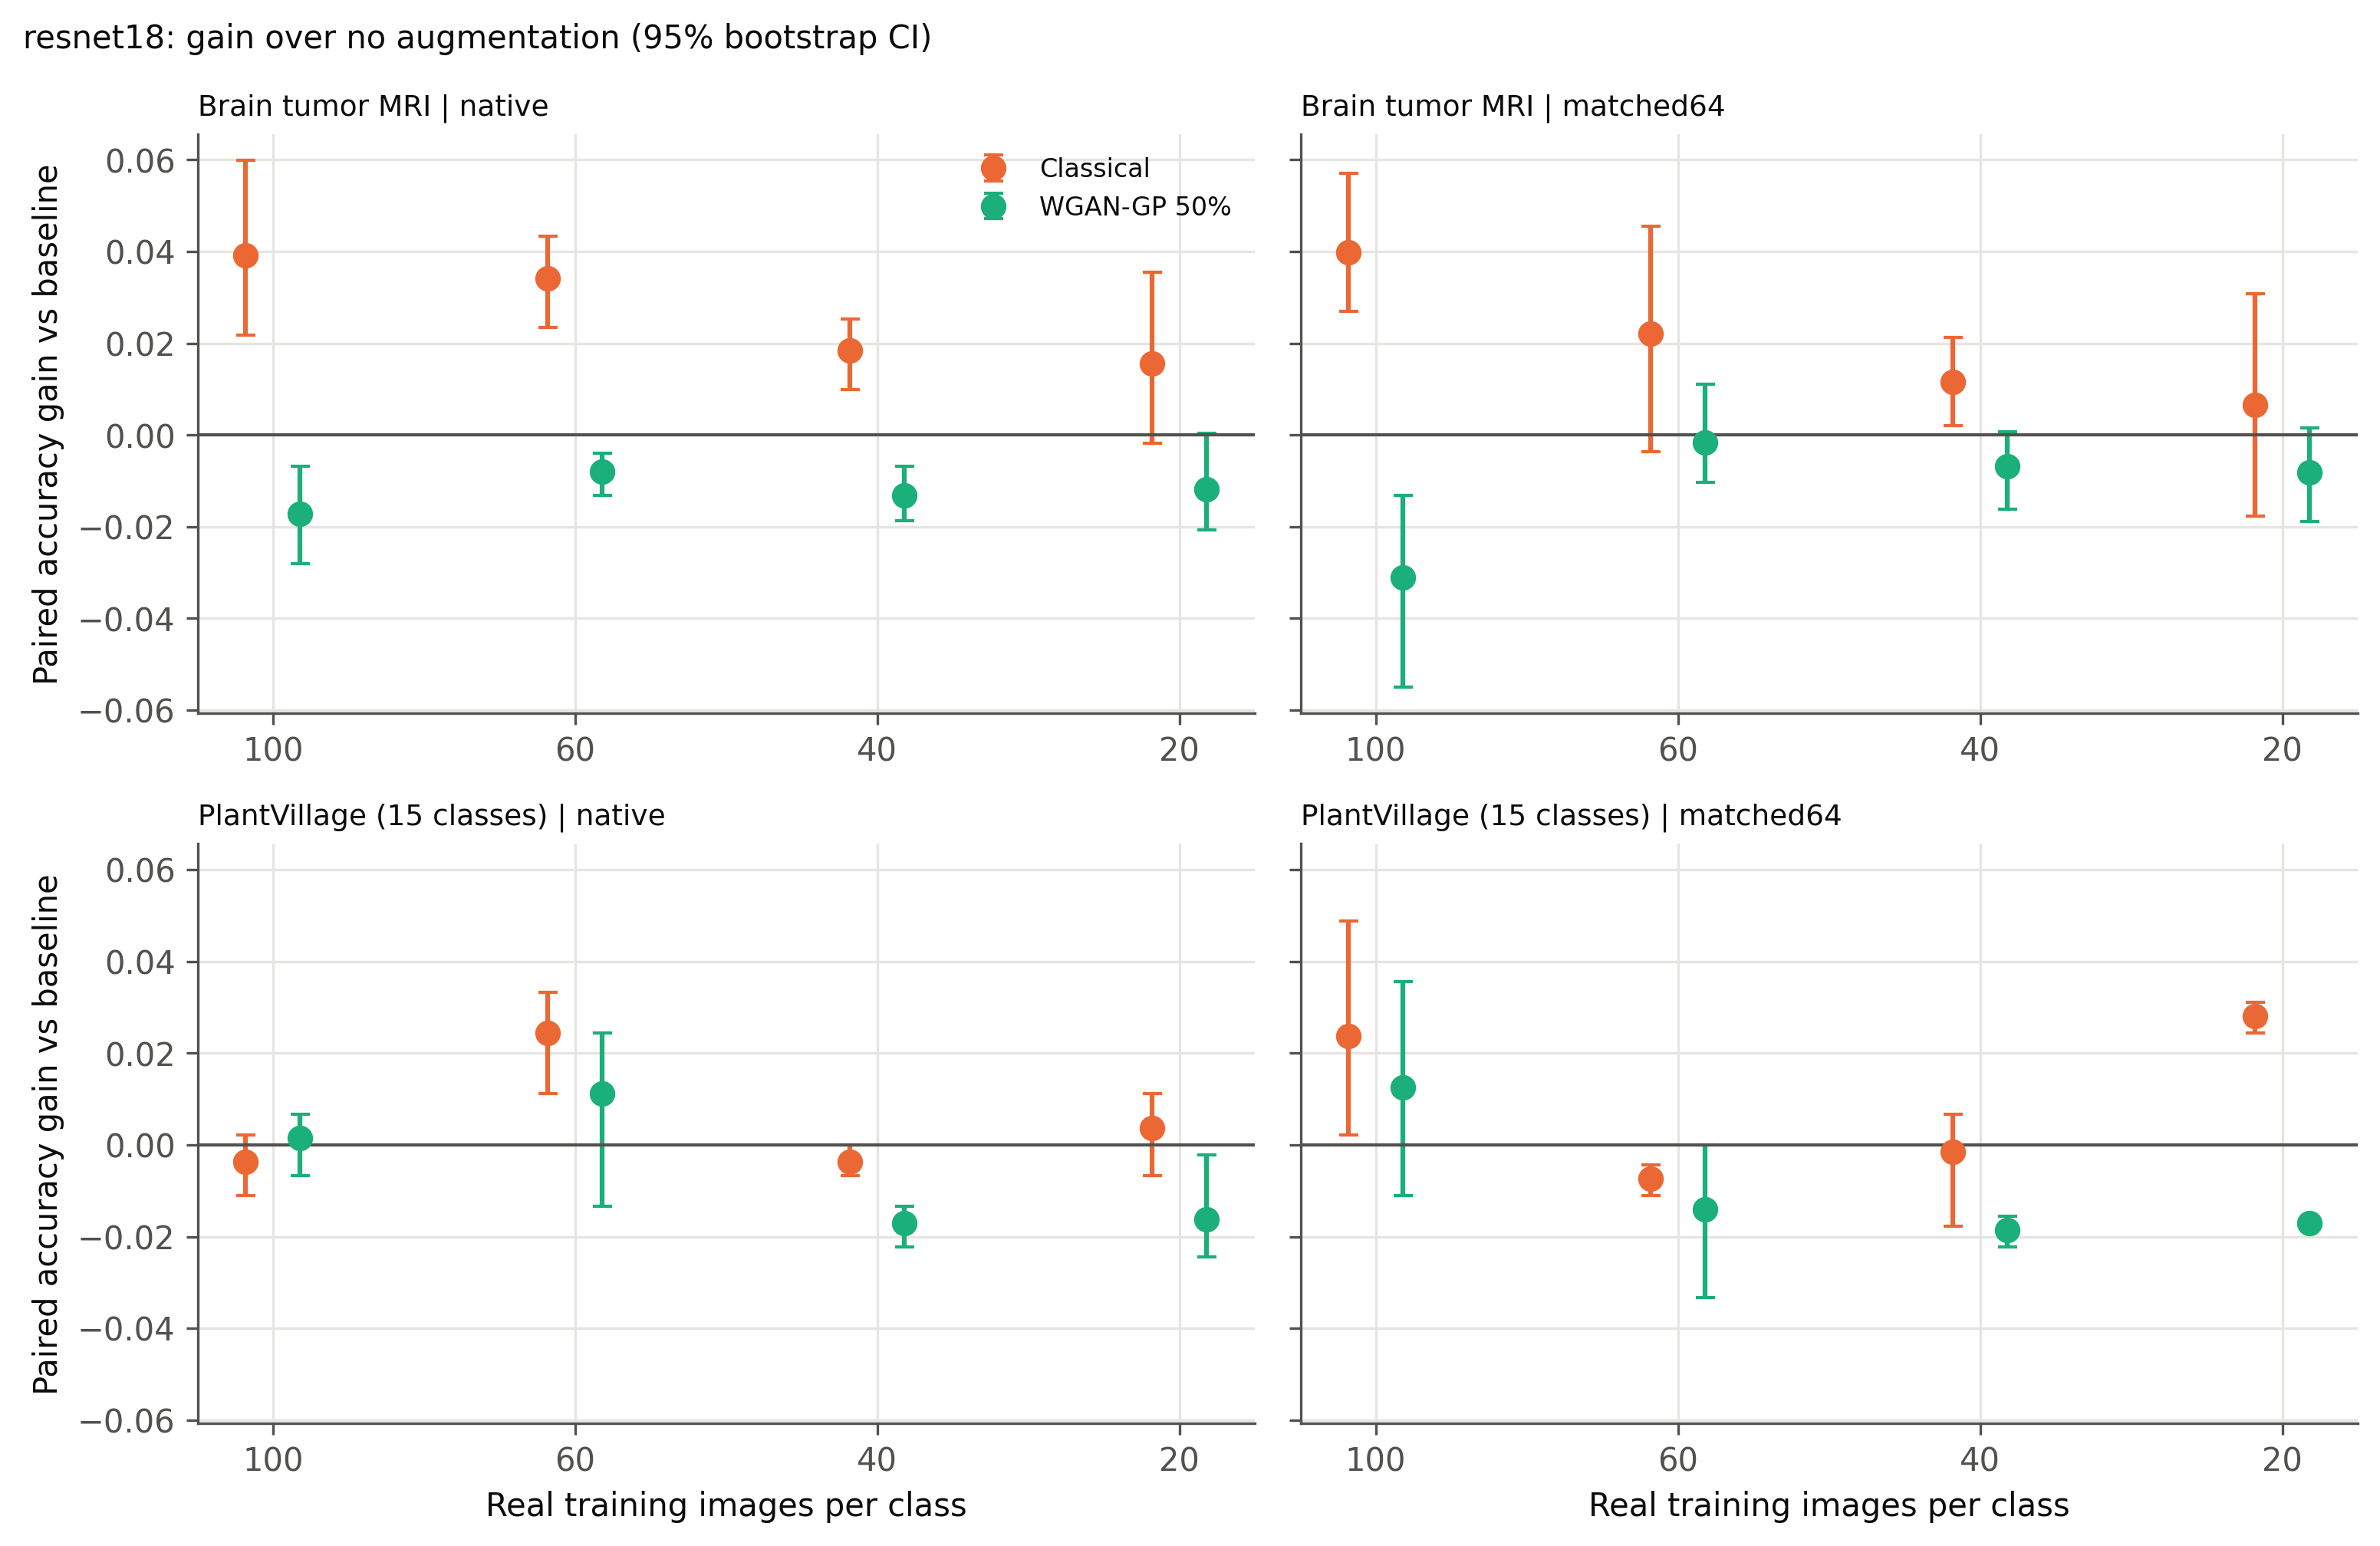 resnet18: gain over no augmentation (95% bootstrap CI)
Brain tumor MRI | native
Brain tumor MRI | matched64
Classical
WGAN-GP 50%
Paired accuracy gain vs baseline
0.06
0.04
0.02
0.00
−0.02
−0.04
−0.06
100 60 40 20
100 60 40 20
PlantVillage (15 classes) | native
PlantVillage (15 classes) | matched64
Paired accuracy gain vs baseline
0.06
0.04
0.02
0.00
−0.02
−0.04
−0.06
100 60 40 20
100 60 40 20
Real training images per class
Real training images per class